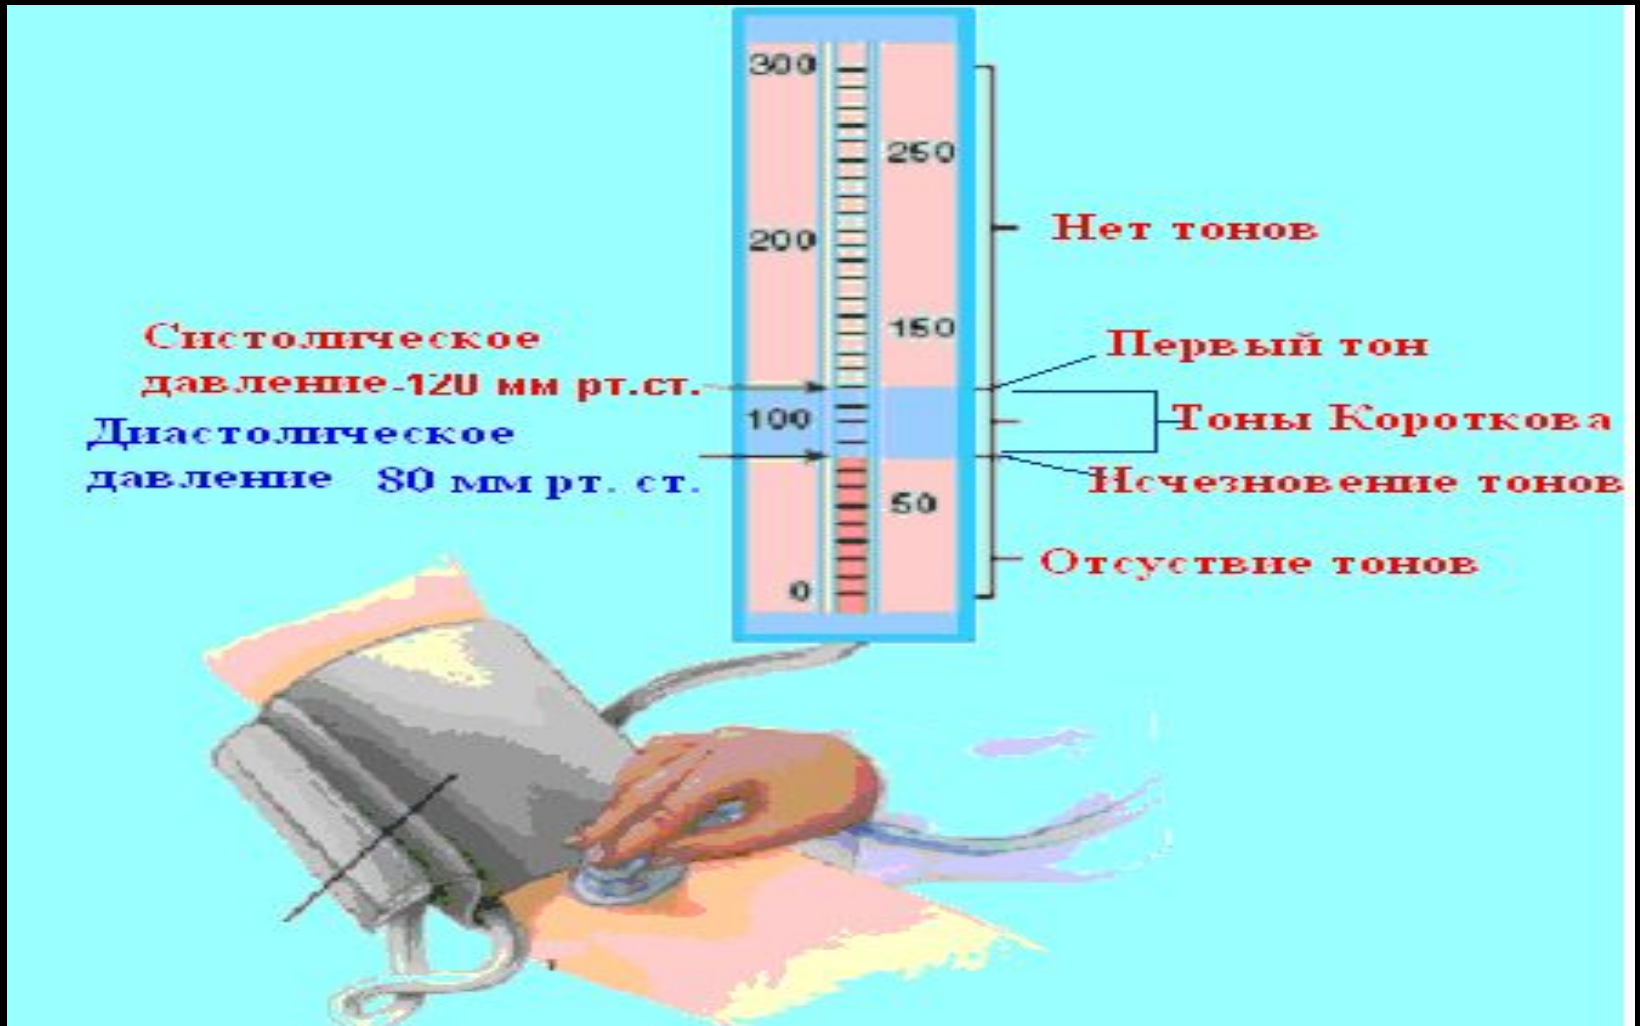 300
250
Нет тонов
200
Систолическое
давление-120 мм рт.ст.
150
Первый тон
100
Тоны Короткова
Диастолическое
давление 80 мм рт. ст.
Исчезновение тонов
50
Отсуствие тонов
0